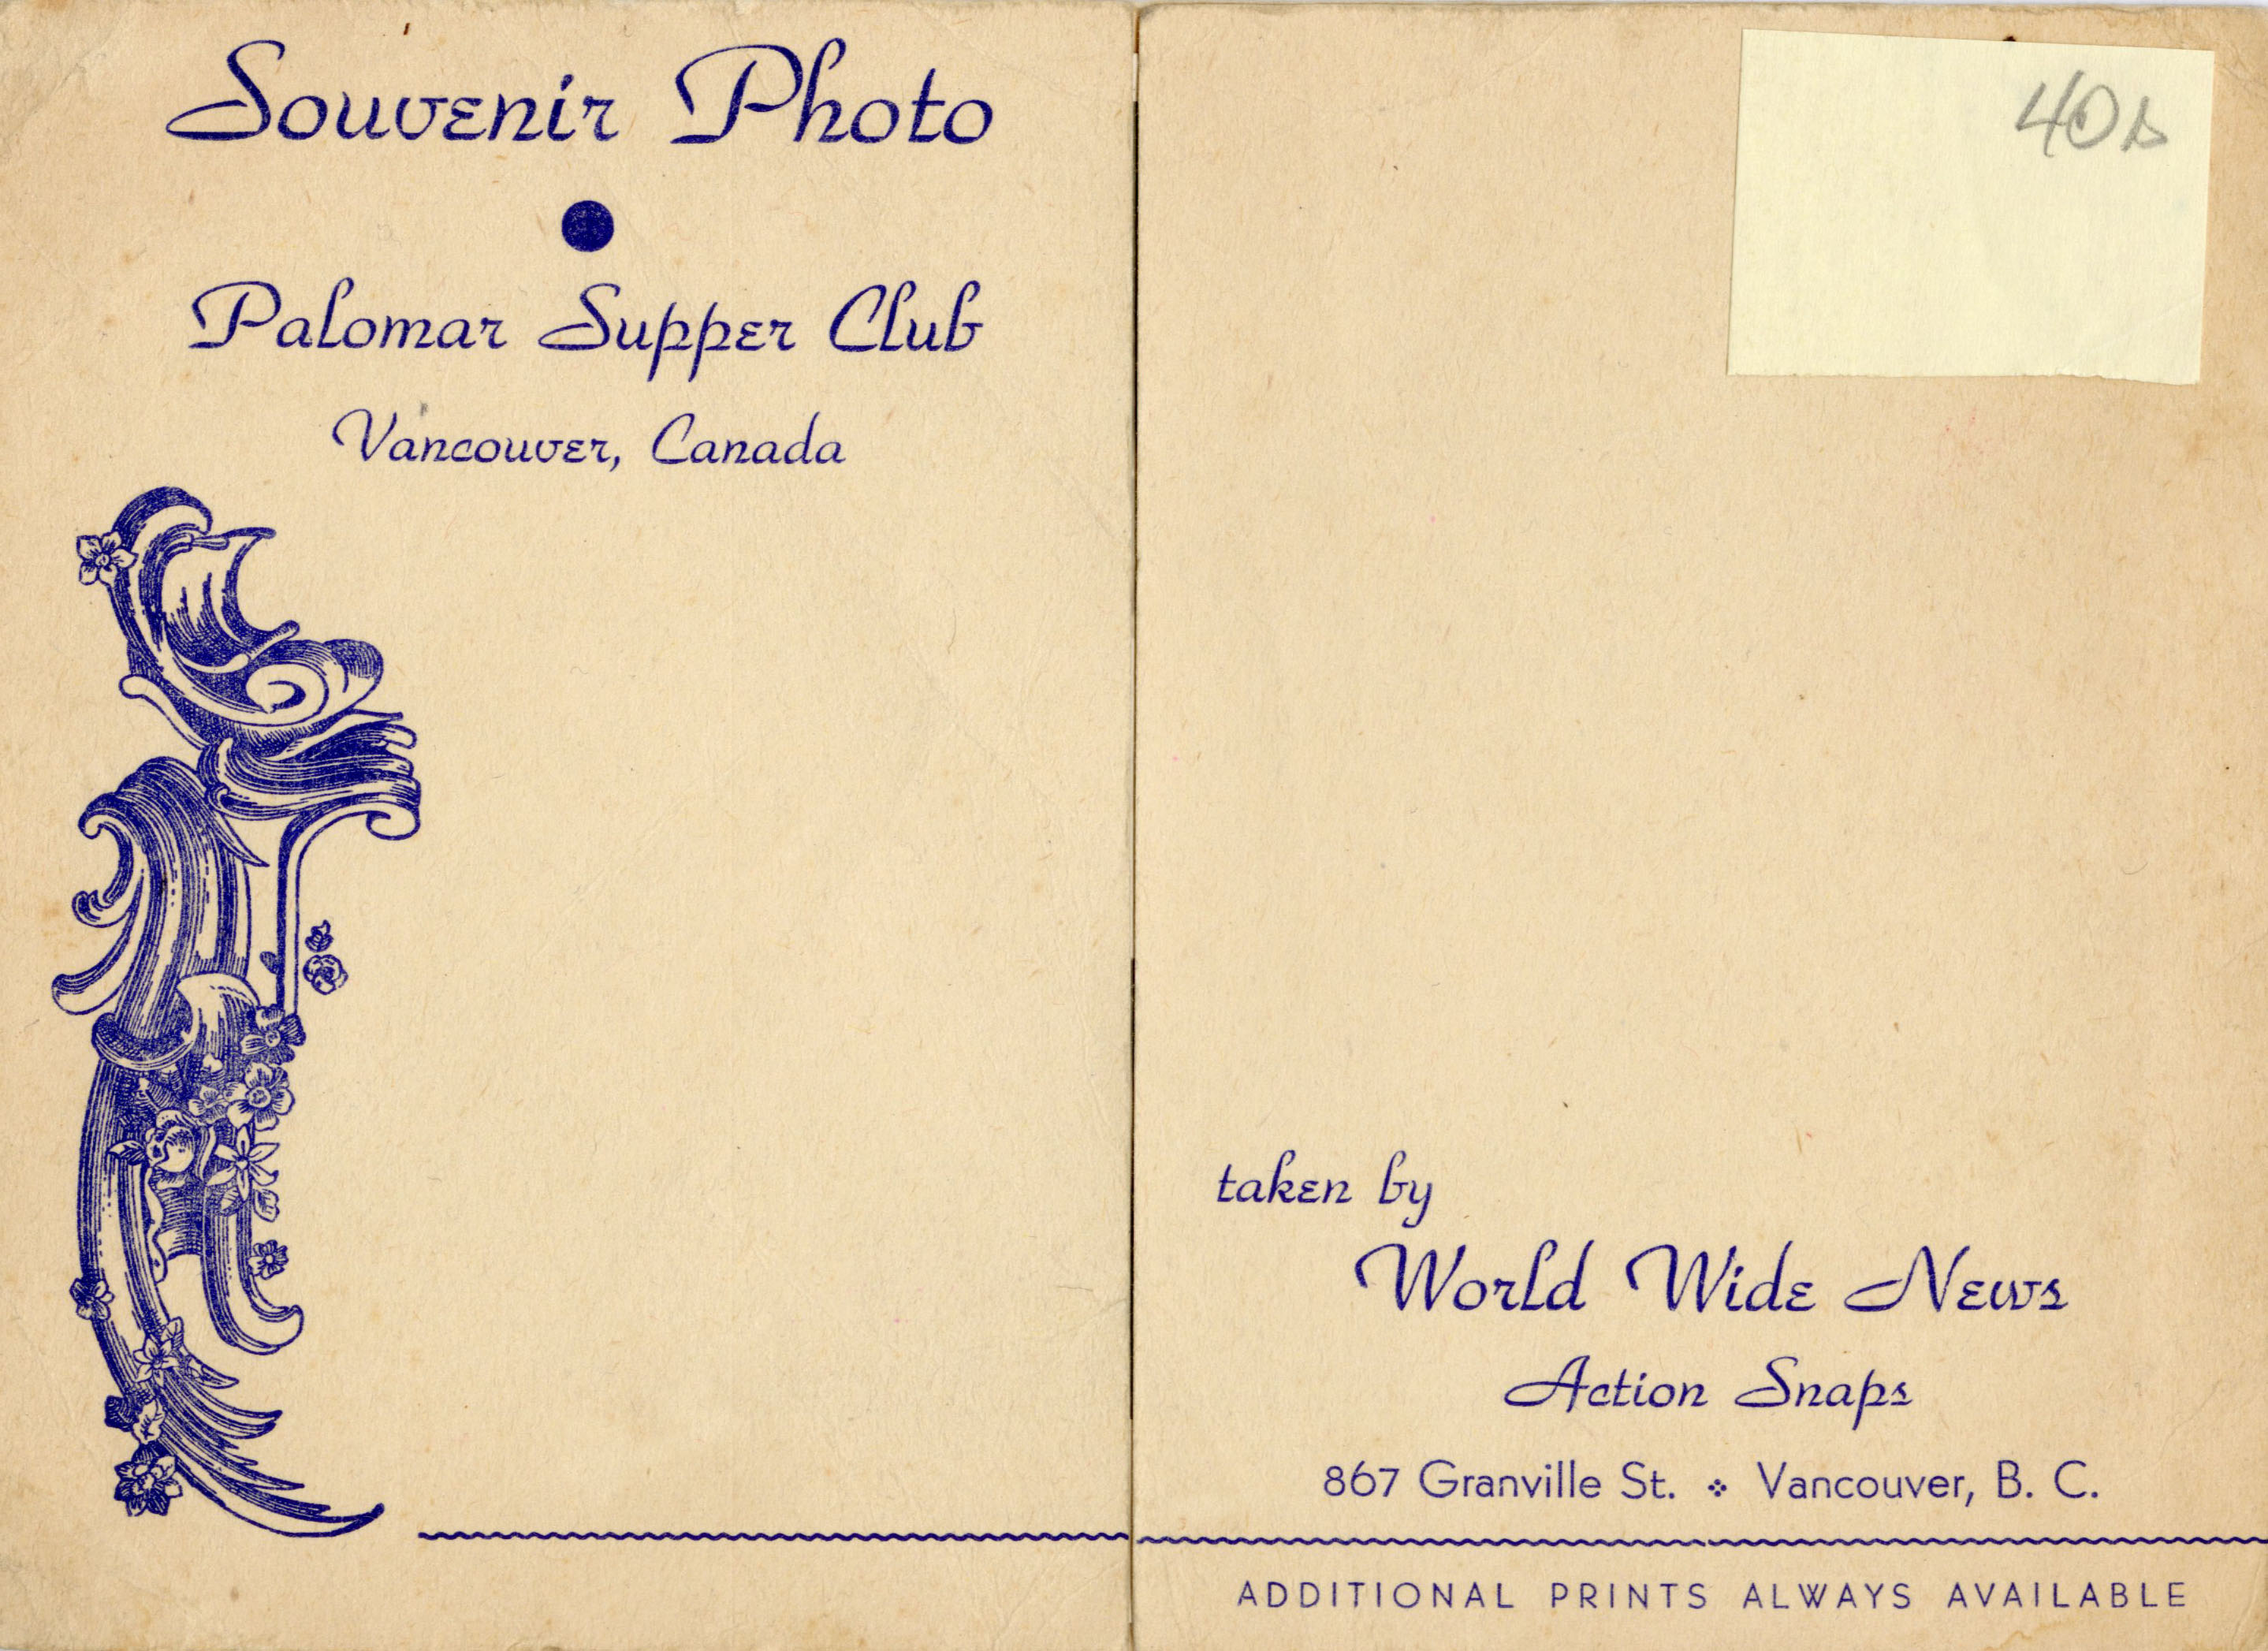 Souvenir Photo
Palomar Supper Club
Vancouver, Canada
40s
taken by
World Wide News
Action Snaps
867 Granville St. Vancouver, B. C.
ADDITIONAL PRINTS ALWAYS AVAILABLE